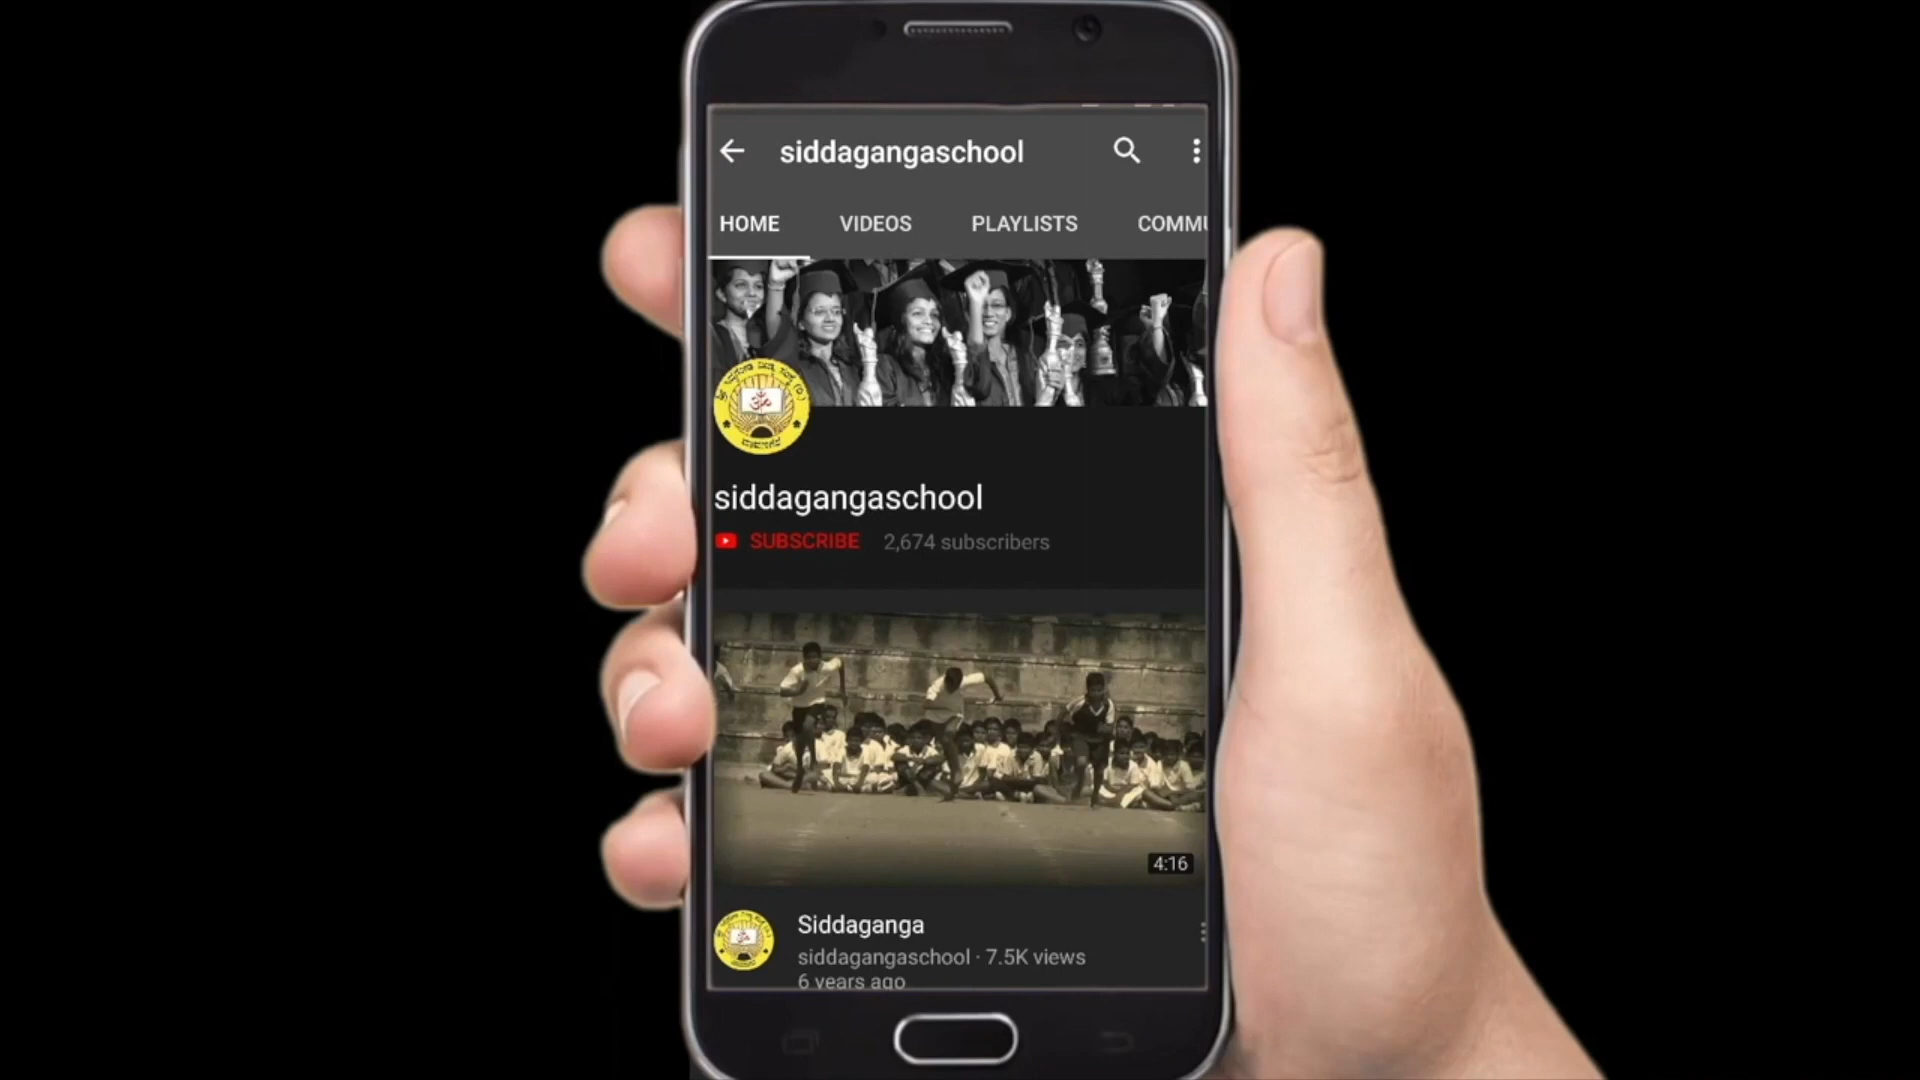 siddagangaschool
HOME VIDEOS PLAYLISTS COMMU
siddagangaschool
SUBSCRIBE 2,674 subscribers
4:16
Siddaganga
siddagangaschool · 7.5K views
6 years ago